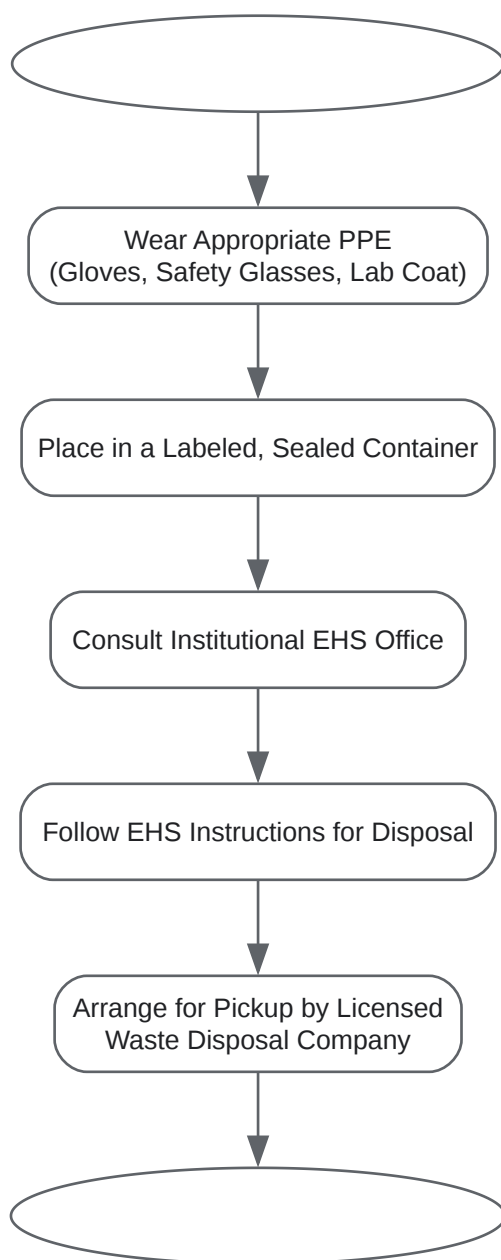 Wear Appropriate PPE
(Gloves, Safety Glasses, Lab Coat)
Place in a Labeled, Sealed Container
Consult Institutional EHS Office
Follow EHS Instructions for Disposal
Arrange for Pickup by Licensed
Waste Disposal Company